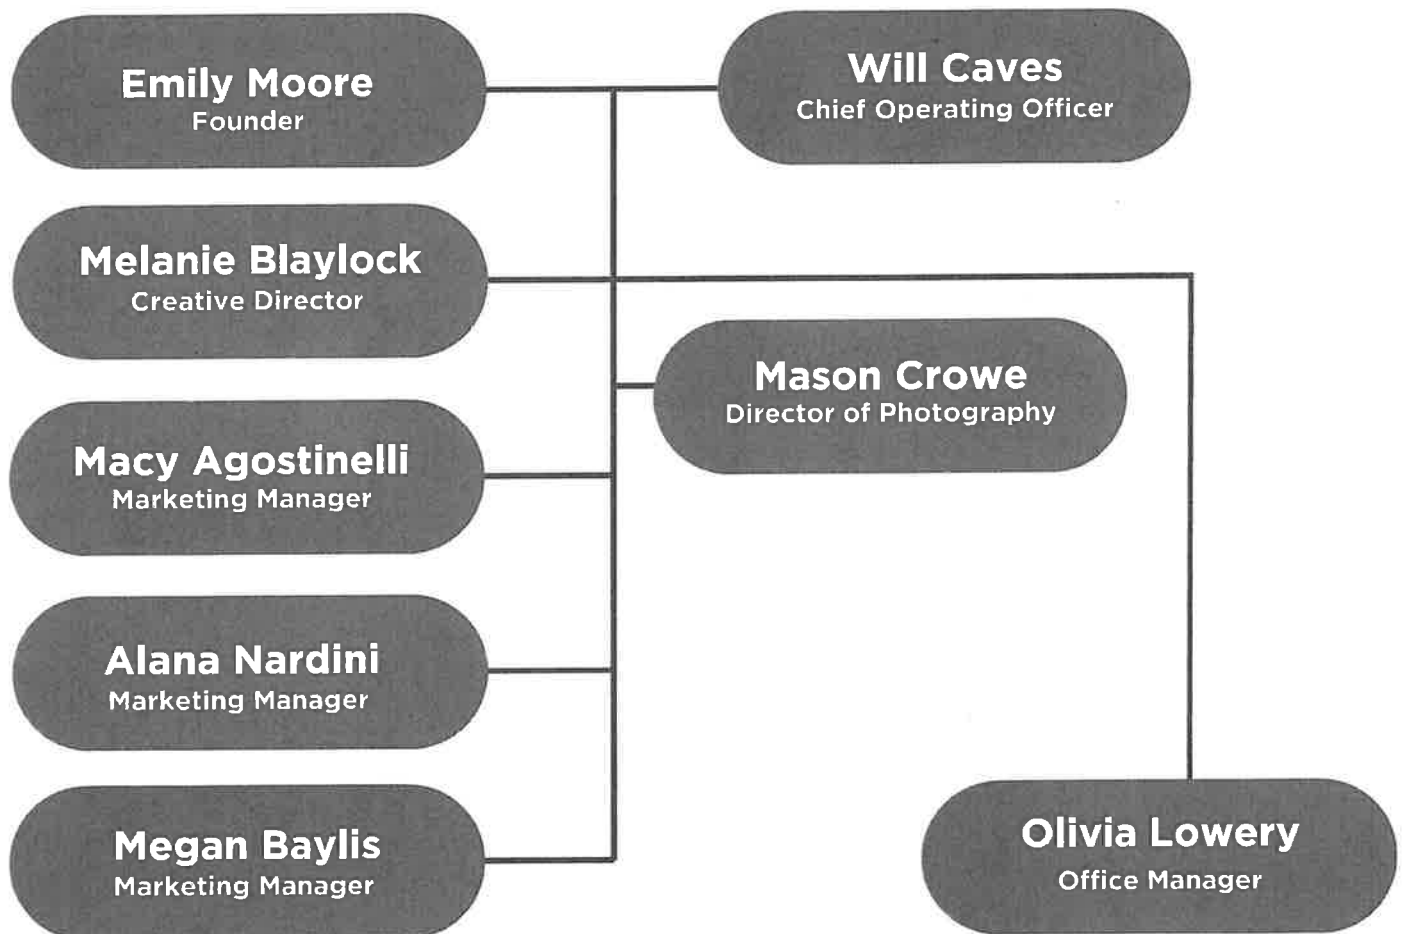 Emily Moore
Founder
Will Caves
Chief Operating Officer
Melanie Blaylock
Creative Director
Mason Crowe
Director of Photography
Macy Agostinelli
Marketing Manager
Alana Nardini
Marketing Manager
Megan Baylis
Marketing Manager
Olivia Lowery
Office Manager